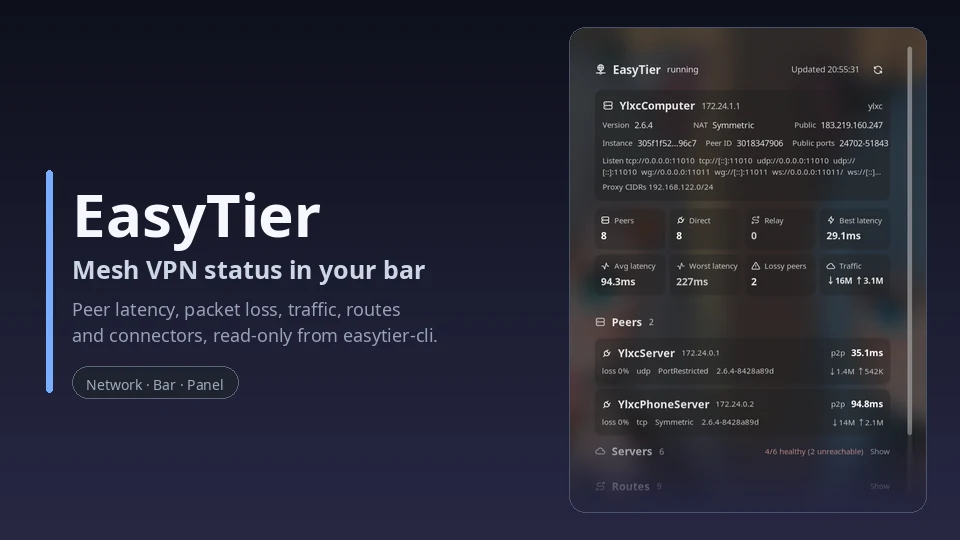 EasyTier
Mesh VPN status in your bar
Peer latency, packet loss, traffic, routes
and connectors, read-only from easytier-cli.
Network · Bar · Panel
EasyTier running Updated 20:55:31
YlxcComputer 172.24.1.1 ylxc
Version 2.6.4 NAT Symmetric Public 183.219.160.247
Instance 305f1f52...96c7 Peer ID 3018347906 Public ports 24702-51843
Listen tcp://0.0.0.0:11010 tcp://[::]:11010 udp://0.0.0.0:11010 udp://
[::]:11010 wg://0.0.0.0:11011 wg://[::]:11011 ws://0.0.0.0:11011/ ws://[::]...
Proxy CIDRs 192.168.122.0/24
Peers Direct Relay Best latency
8 8 0 29.1ms
Avg latency Worst latency Lossy peers Traffic
94.3ms 227ms 2 ↓16M ↑3.1M
Peers 2
YlxcServer 172.24.0.1 p2p 35.1ms
loss 0% udp PortRestricted 2.6.4-8428a89d ↓1.4M ↑542K
YlxcPhoneServer 172.24.0.2 p2p 94.8ms
loss 0% tcp Symmetric 2.6.4-8428a89d ↓14M ↑2.1M
Servers 6 4/6 healthy (2 unreachable) Show
Routes 9 Show